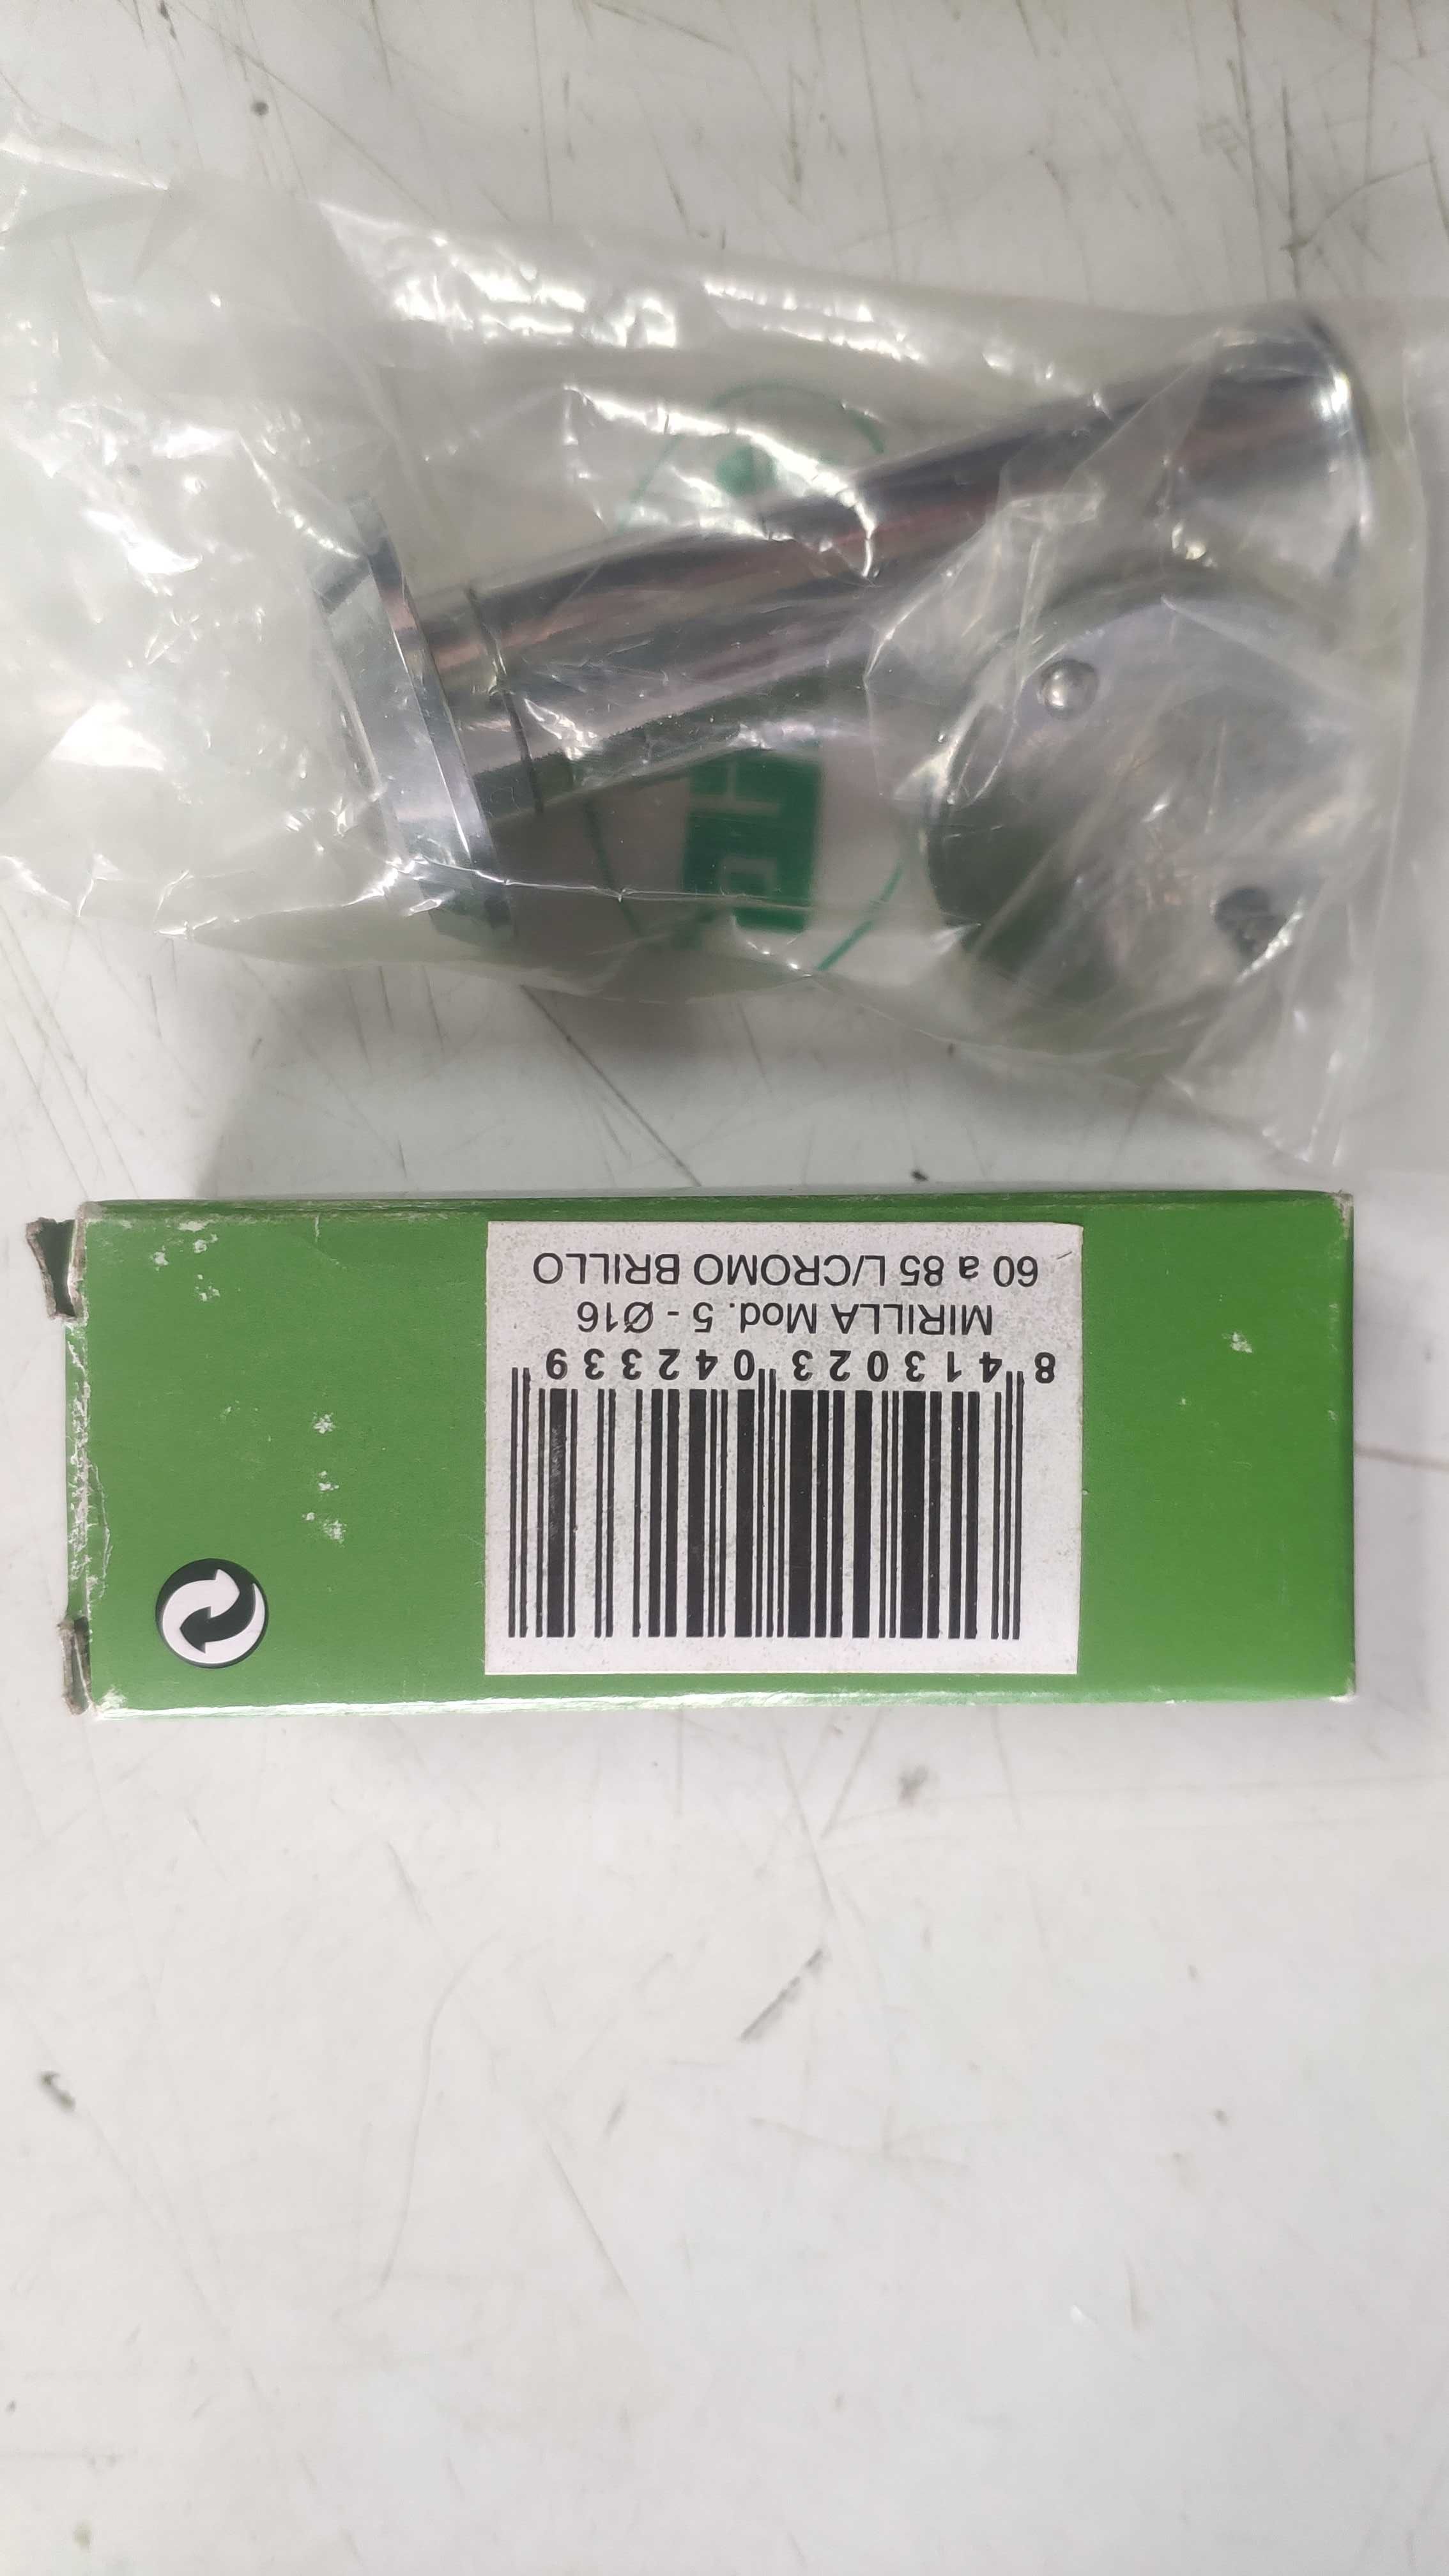 8 413023 042339
MIRILLA Mod. 5 - Ø16
60 a 85 L/CROMO BRILLO